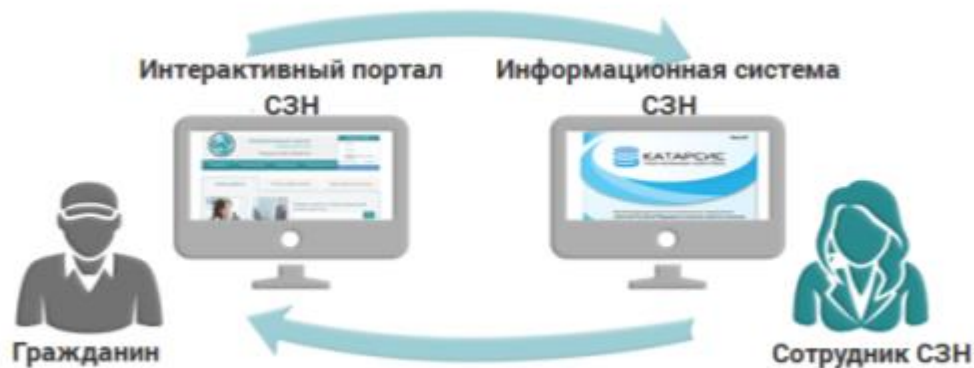 Интерактивный портал
СЗН
Информационная система
СЗН
КАТАРСИС
Гражданин
Сотрудник СЗН